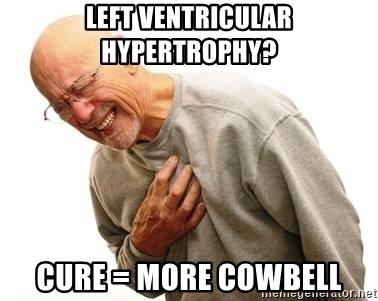 LEFT VENTRICULAR
HYPERTROPHY?
CURE = MORE COWBELL
memegenerator.net